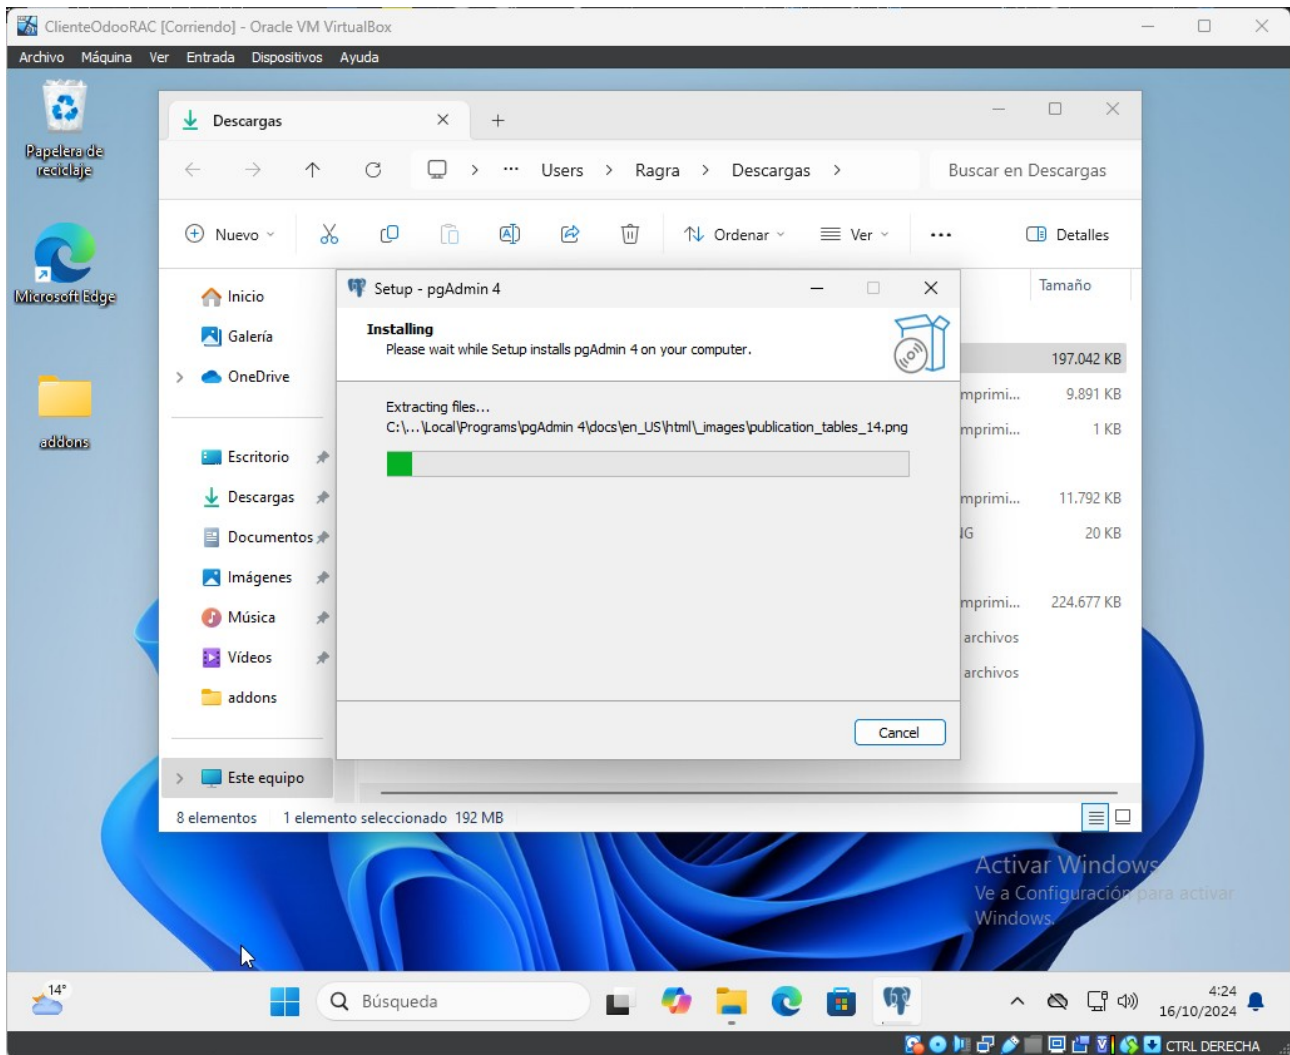 ClienteOdooRAC [Corriendo] - Oracle VM VirtualBox
Archivo Máquina Ver Entrada Dispositivos Ayuda
Papelera de
reciclaje
Microsoft Edge
addons
Descargas
Users > Ragra > Descargas >
Buscar en Descargas
Nuevo
Ordenar
Ver
Detalles
Inicio
Galería
OneDrive
Escritorio
Descargas
Documentos
Imágenes
Música
Vídeos
addons
Este equipo
Tamaño
197.042 KB
mprimi... 9.891 KB
mprimi... 1 KB
mprimi... 11.792 KB
IG 20 KB
mprimi... 224.677 KB
archivos
archivos
Setup - pgAdmin 4
Installing
Please wait while Setup installs pgAdmin 4 on your computer.
Extracting files...
C:\...\Local\Programs\pgAdmin 4\docs\en_US\html\_images\publication_tables_14.png
Cancel
8 elementos 1 elemento seleccionado 192 MB
Activar Windows
Ve a Configuración para activar
Windows.
14°
Búsqueda
4:24
16/10/2024
CTRL DERECHA